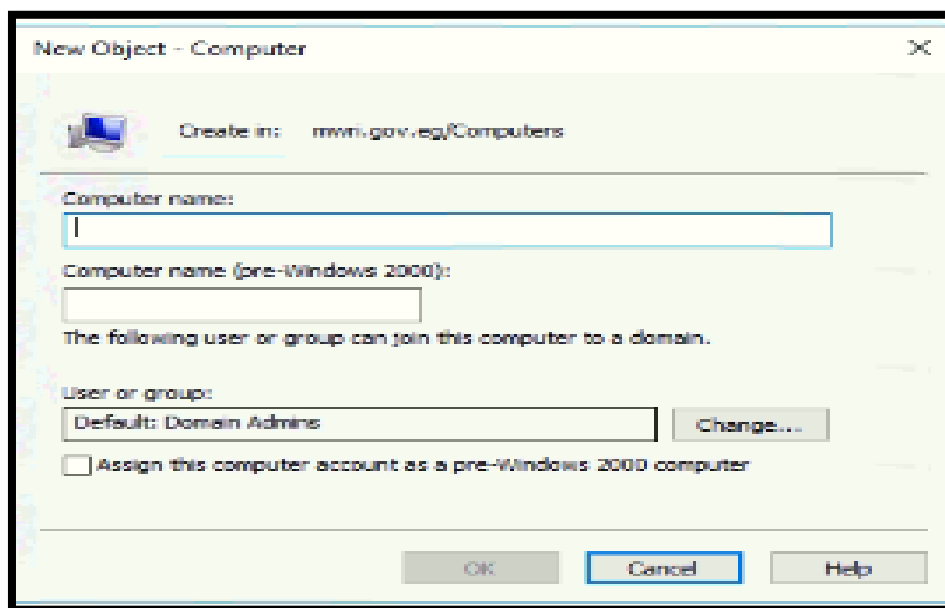 New Object - Computer
Create in: mwri.gov.eg/Computers
Computer name:
Computer name (pre-Windows 2000):
The following user or group can join this computer to a domain.
User or group:
Default: Domain Admins
Change...
Assign this computer account as a pre-Windows 2000 computer
OK
Cancel
Help